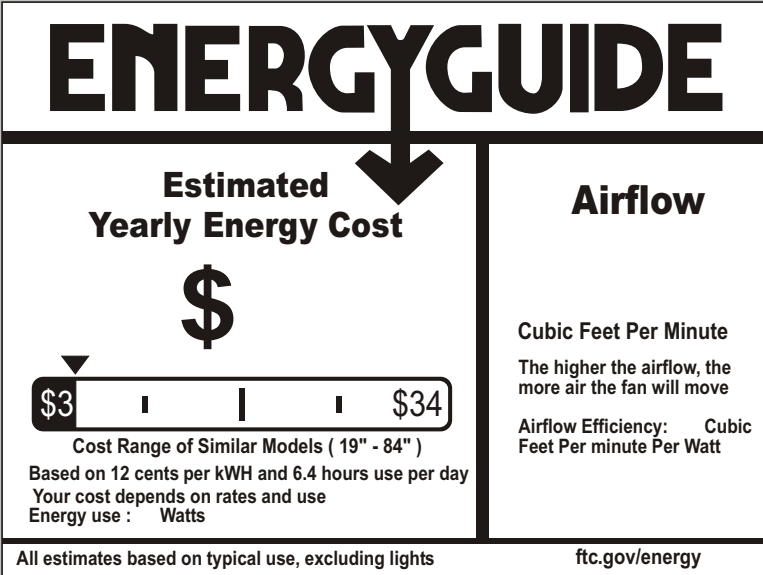 ENERGYGUIDE
Estimated
Yearly Energy Cost
$
$3
$34
Cost Range of Similar Models ( 19" - 84" )
Based on 12 cents per kWH and 6.4 hours use per day
Your cost depends on rates and use
Energy use : Watts
Airflow
Cubic Feet Per Minute
The higher the airflow, the
more air the fan will move
Airflow Efficiency: Cubic
Feet Per minute Per Watt
All estimates based on typical use, excluding lights
ftc.gov/energy